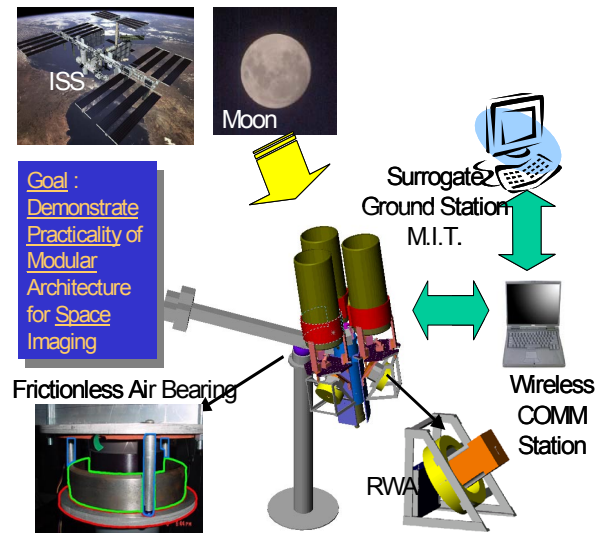 ISS
Moon
Goal :
Demonstrate
Practicality of
Modular
Architecture
for Space
Imaging
Surrogate
Ground Station
M.I.T.
Frictionless Air Bearing
Wireless
COMM
Station
RWA